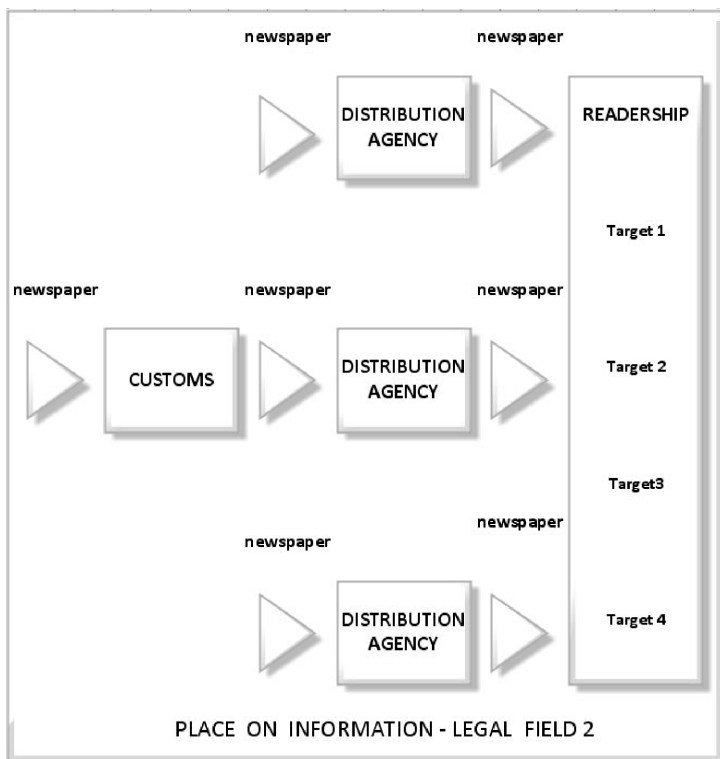 newspaper
newspaper
DISTRIBUTION
AGENCY
READERSHIP
Target 1
newspaper
newspaper
newspaper
CUSTOMS
DISTRIBUTION
AGENCY
Target 2
Target3
newspaper
newspaper
DISTRIBUTION
AGENCY
Target 4
PLACE ON INFORMATION - LEGAL FIELD 2